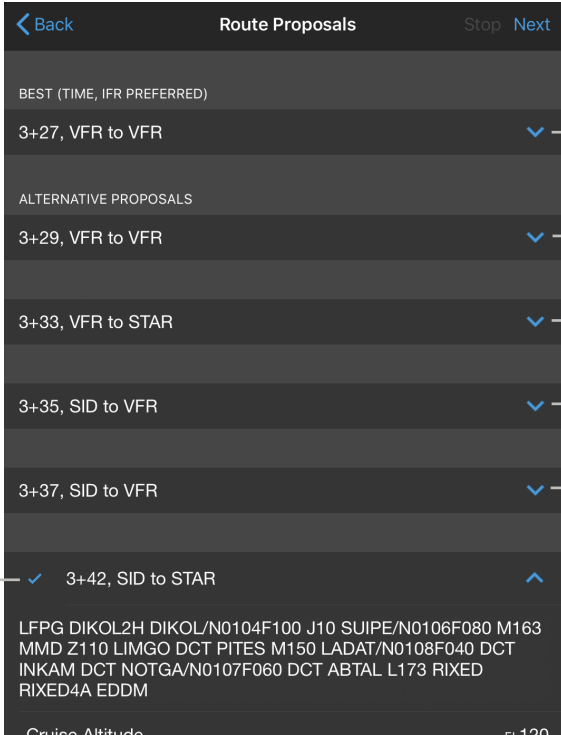 Back Route Proposals Stop Next
BEST (TIME, IFR PREFERRED)
3+27, VFR to VFR
ALTERNATIVE PROPOSALS
3+29, VFR to VFR
3+33, VFR to STAR
3+35, SID to VFR
3+37, SID to VFR
3+42, SID to STAR
LFPG DIKOL2H DIKOL/N0104F100 J10 SUIPE/N0106F080 M163
MMD Z110 LIMGO DCT PITES M150 LADAT/N0108F040 DCT
INKAM DCT NOTGA/N0107F060 DCT ABTAL L173 RIXED
RIXED4A EDDM
Cruise Altitude FL120